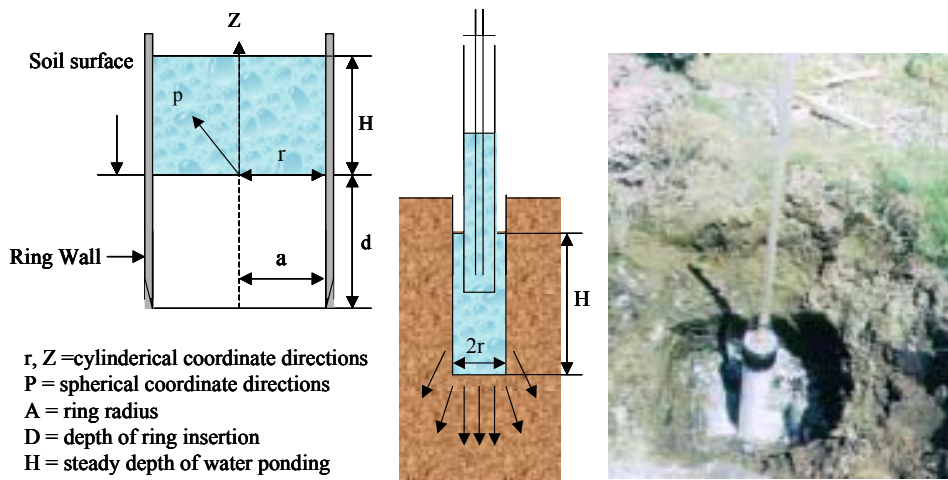 Z
Soil surface
p
H
r
d
Ring Wall
a
H
2r
r, Z =cylinderical coordinate directions
P = spherical coordinate directions
A = ring radius
D = depth of ring insertion
H = steady depth of water ponding